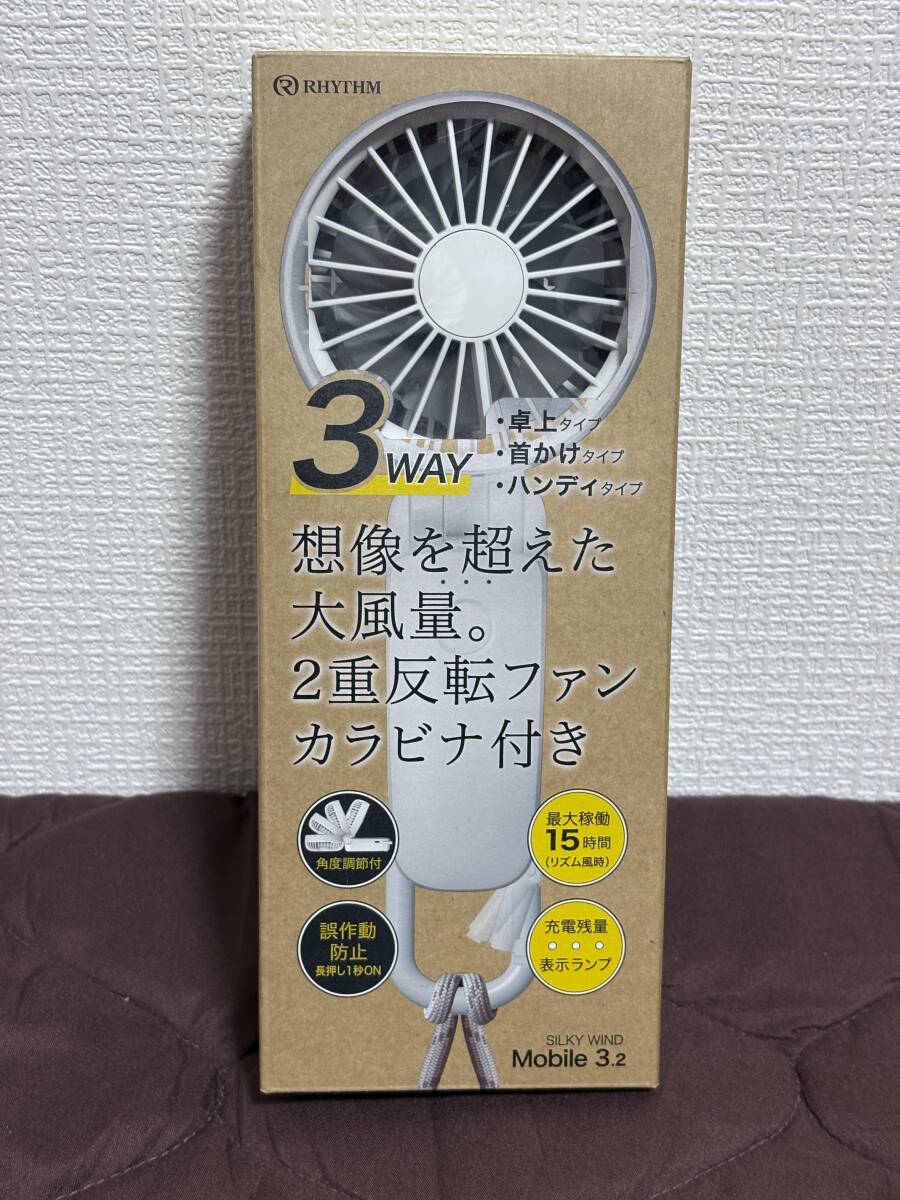 RHYTHM
3WAY
・卓上タイプ
・首かけタイプ
・ハンディタイプ
想像を超えた
大風量。
2重反転ファン
カラビナ付き
角度調節付
最大稼働
15時間
(リズム風時)
誤作動
防止
長押し1秒ON
充電残量
表示ランプ
SILKY WIND
Mobile 3.2